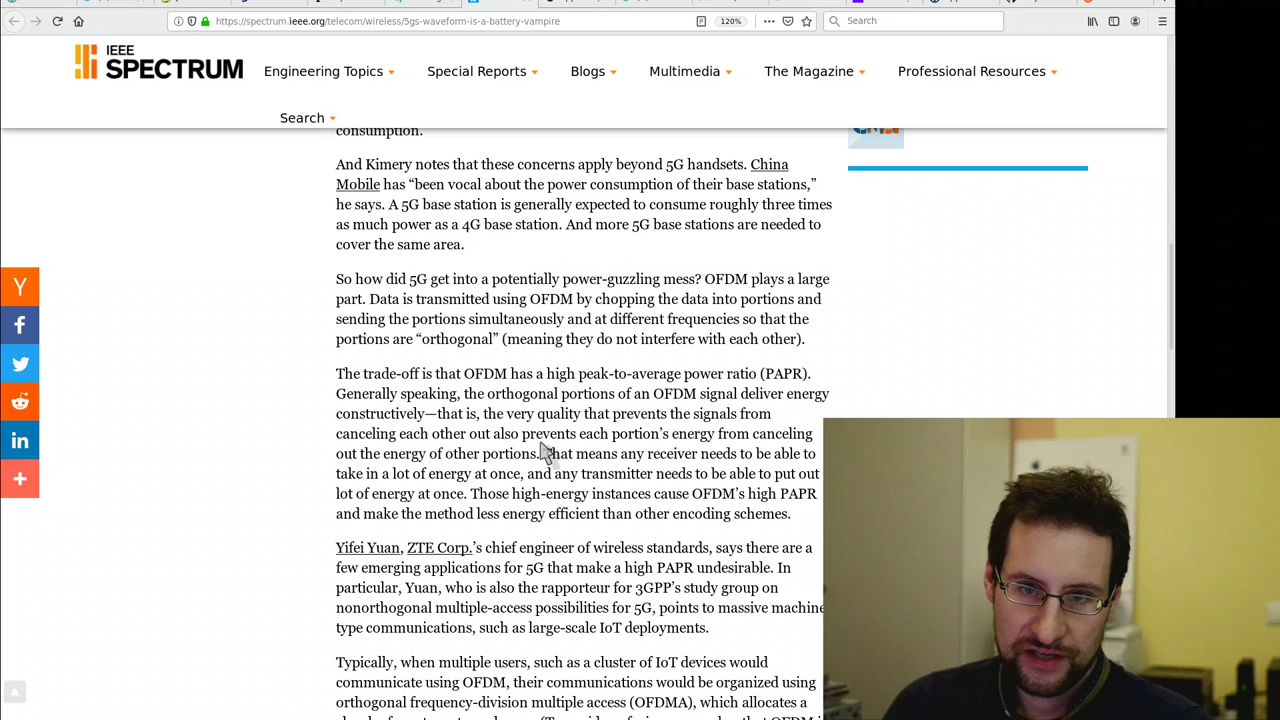 https://spectrum.ieee.org/telecom/wireless/5gs-waveform-is-a-battery-vampire
120%
Search
IEEE
SPECTRUM
Engineering Topics
Special Reports
Blogs
Multimedia
The Magazine
Professional Resources
Search
consumption.
And Kimery notes that these concerns apply beyond 5G handsets. China
Mobile has “been vocal about the power consumption of their base stations,”
he says. A 5G base station is generally expected to consume roughly three times
as much power as a 4G base station. And more 5G base stations are needed to
cover the same area.
So how did 5G get into a potentially power-guzzling mess? OFDM plays a large
part. Data is transmitted using OFDM by chopping the data into portions and
sending the portions simultaneously and at different frequencies so that the
portions are “orthogonal” (meaning they do not interfere with each other).
The trade-off is that OFDM has a high peak-to-average power ratio (PAPR).
Generally speaking, the orthogonal portions of an OFDM signal deliver energy
constructively—that is, the very quality that prevents the signals from
canceling each other out also prevents each portion’s energy from canceling
out the energy of other portions. That means any receiver needs to be able to
take in a lot of energy at once, and any transmitter needs to be able to put out
lot of energy at once. Those high-energy instances cause OFDM’s high PAPR
and make the method less energy efficient than other encoding schemes.
Yifei Yuan, ZTE Corp.’s chief engineer of wireless standards, says there are a
few emerging applications for 5G that make a high PAPR undesirable. In
particular, Yuan, who is also the rapporteur for 3GPP’s study group on
nonorthogonal multiple-access possibilities for 5G, points to massive machine
type communications, such as large-scale IoT deployments.
Typically, when multiple users, such as a cluster of IoT devices would
communicate using OFDM, their communications would be organized using
orthogonal frequency-division multiple access (OFDMA), which allocates a